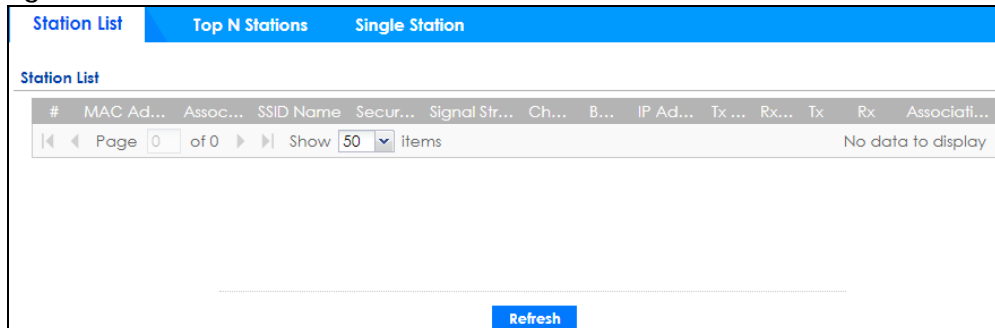 Station List Top N Stations Single Station
Station List
# MAC Ad... Assoc... SSID Name Secur... Signal Str... Ch... B... IP Ad... Tx ... Rx... Tx Rx Associati...
Page 0 of 0 Show 50 items No data to display
Refresh